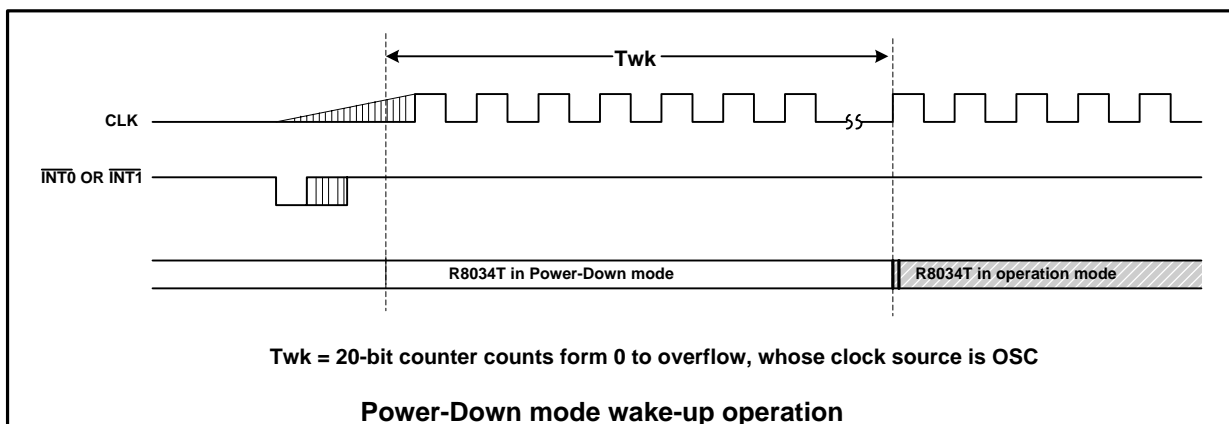 Twk
CLK
INT0 OR INT1
R8034T in Power-Down mode
R8034T in operation mode
Twk = 20-bit counter counts form 0 to overflow, whose clock source is OSC
Power-Down mode wake-up operation